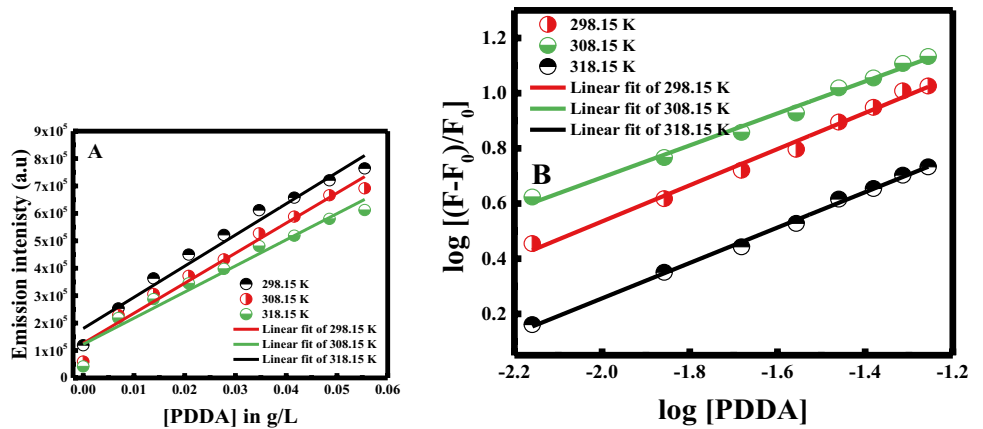 A
Emission intenisty (a.u)
9x10⁵
8x10⁵
7x10⁵
6x10⁵
5x10⁵
4x10⁵
3x10⁵
2x10⁵
1x10⁵
0
298.15 K
308.15 K
318.15 K
Linear fit of 298.15 K
Linear fit of 308.15 K
Linear fit of 318.15 K
0.00 0.01 0.02 0.03 0.04 0.05 0.06
[PDDA] in g/L
298.15 K
308.15 K
318.15 K
Linear fit of 298.15 K
Linear fit of 308.15 K
Linear fit of 318.15 K
B
log [(F-F₀)/F₀]
1.2
1.0
0.8
0.6
0.4
0.2
-2.2 -2.0 -1.8 -1.6 -1.4 -1.2
log [PDDA]